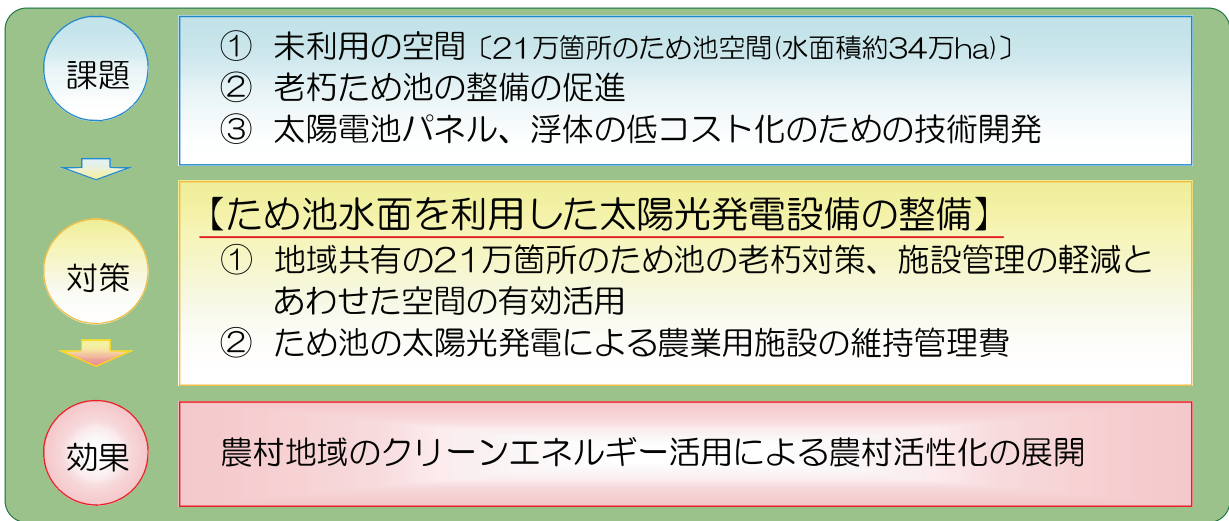 課題
① 未利用の空間〔21万箇所のため池空間(水面積約34万ha)〕
② 老朽ため池の整備の促進
③ 太陽電池パネル、浮体の低コスト化のための技術開発
対策
【ため池水面を利用した太陽光発電設備の整備】
① 地域共有の21万箇所のため池の老朽対策、施設管理の軽減と
あわせた空間の有効活用
② ため池の太陽光発電による農業用施設の維持管理費
効果
農村地域のクリーンエネルギー活用による農村活性化の展開